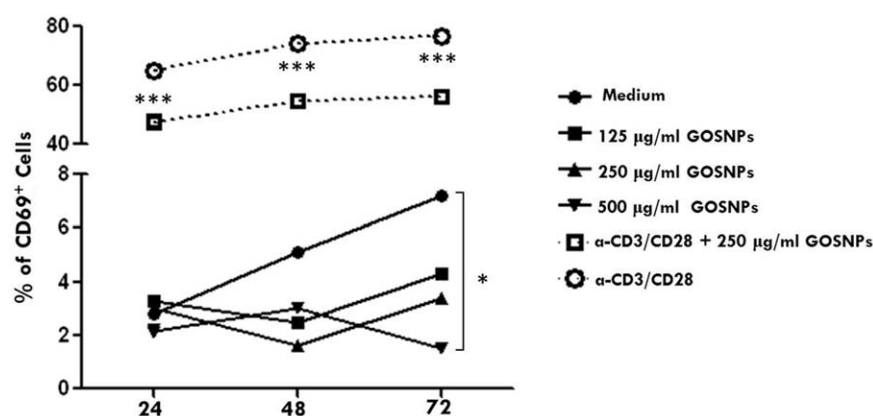 80
60
40
8
6
4
2
0
% of CD69+ Cells
***
***
***
*
24
48
72
Medium
125 µg/ml GOSNPs
250 µg/ml GOSNPs
500 µg/ml GOSNPs
α-CD3/CD28 + 250 µg/ml GOSNPs
α-CD3/CD28